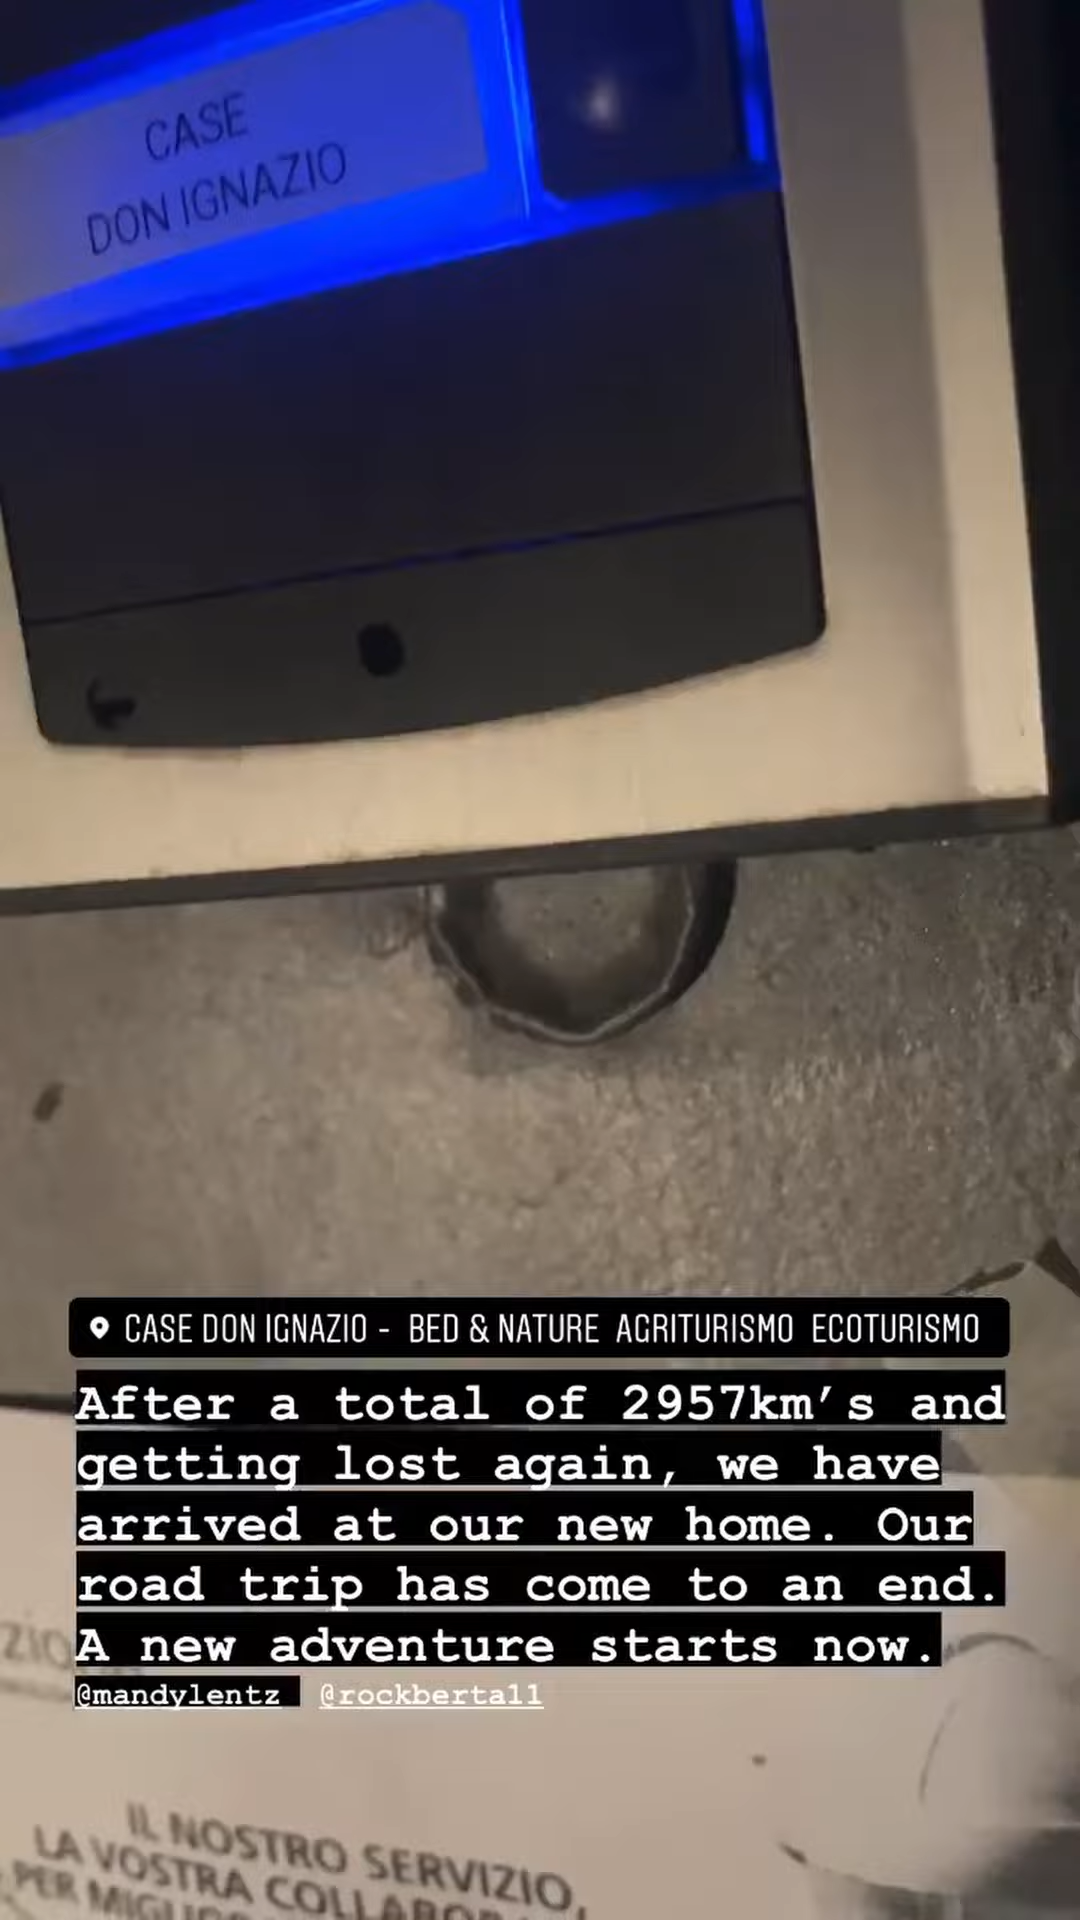 CASE
DON IGNAZIO
CASE DON IGNAZIO - BED & NATURE AGRITURISMO ECOTURISMO
After a total of 2957km’s and
getting lost again, we have
arrived at our new home. Our
road trip has come to an end.
A new adventure starts now.
@mandylentz @rockberta11
IL NOSTRO SERVIZIO,
LA VOSTRA
PER